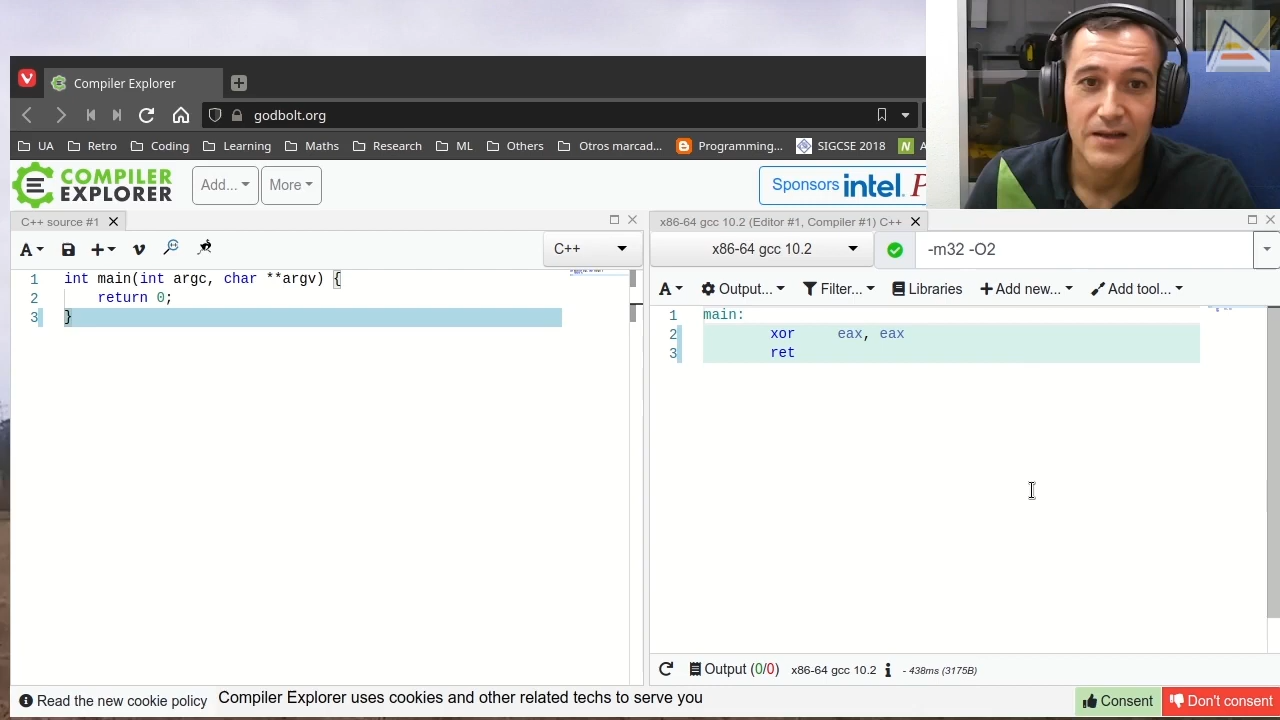 Compiler Explorer
godbolt.org
UA Retro Coding Learning Maths Research ML Others Otros marcad... Programming... SIGCSE 2018
COMPILER
EXPLORER
Add... More Sponsors intel.
C++ source #1 x86-64 gcc 10.2 (Editor #1, Compiler #1) C++
C++ x86-64 gcc 10.2 -m32 -O2
A Output... Filter... Libraries Add new... Add tool...
1 int main(int argc, char **argv) {
2 return 0;
3 }
1 main:
2 xor eax, eax
3 ret
Output (0/0) x86-64 gcc 10.2 - 438ms (3175B)
Read the new cookie policy Compiler Explorer uses cookies and other related techs to serve you Consent Don't consent